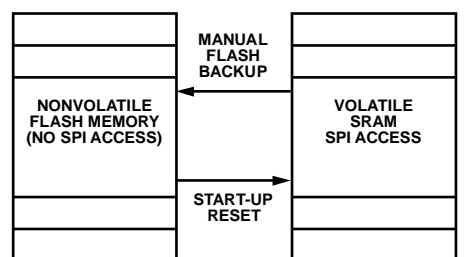 MANUAL
FLASH
BACKUP
NONVOLATILE
FLASH MEMORY
(NO SPI ACCESS)
VOLATILE
SRAM
SPI ACCESS
START-UP
RESET